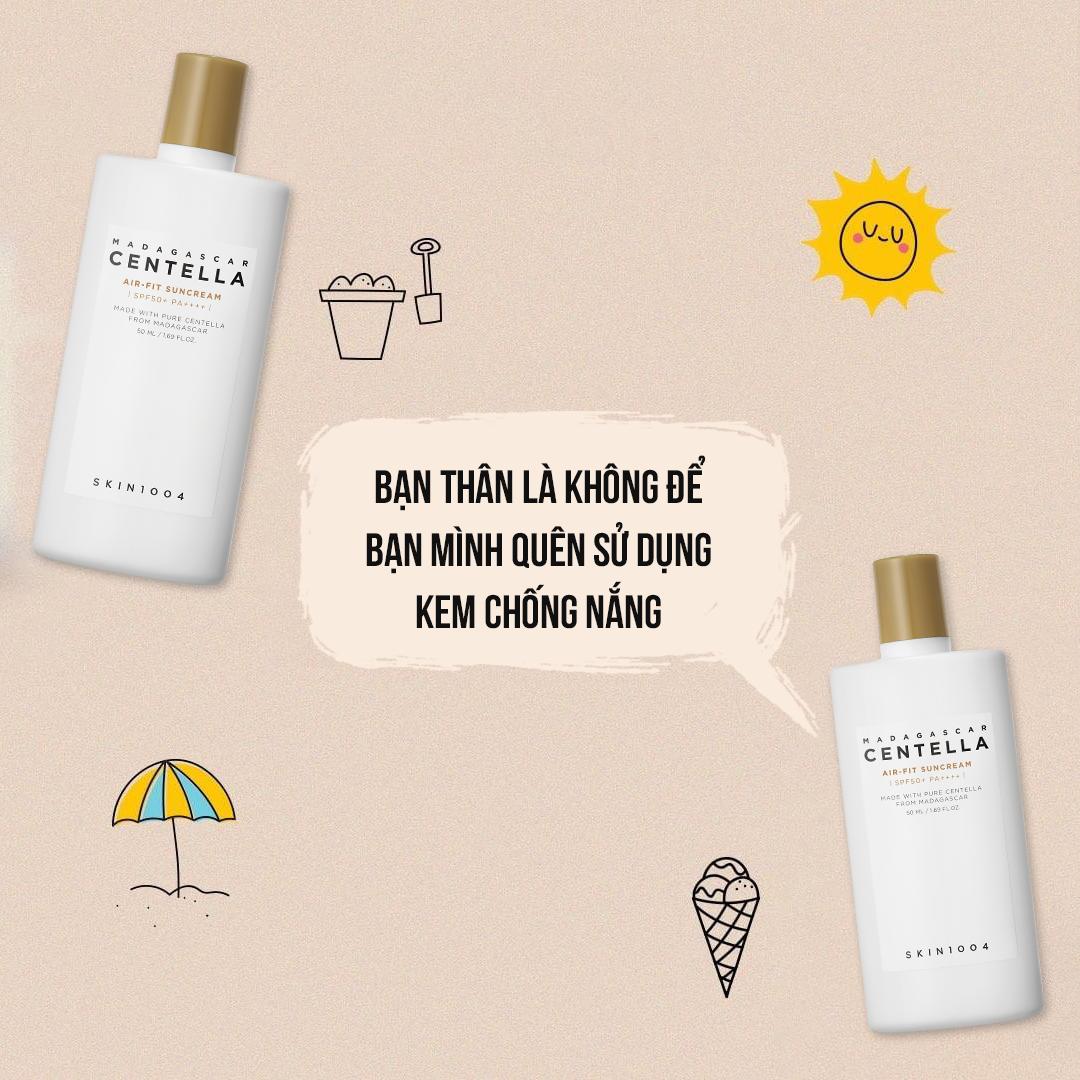 MADAGASCAR
CENTELLA
AIR-FIT SUNCREAM
| SPF50+ PA++++ |
MADE WITH PURE CENTELLA
FROM MADAGASCAR
50 ML / 1.69 FL.OZ.
SKIN1004
BẠN THÂN LÀ KHÔNG ĐỂ
BẠN MÌNH QUÊN SỬ DỤNG
KEM CHỐNG NẮNG
MADAGASCAR
CENTELLA
AIR-FIT SUNCREAM
| SPF50+ PA++++ |
MADE WITH PURE CENTELLA
FROM MADAGASCAR
50 ML / 1.69 FL.OZ.
SKIN1004